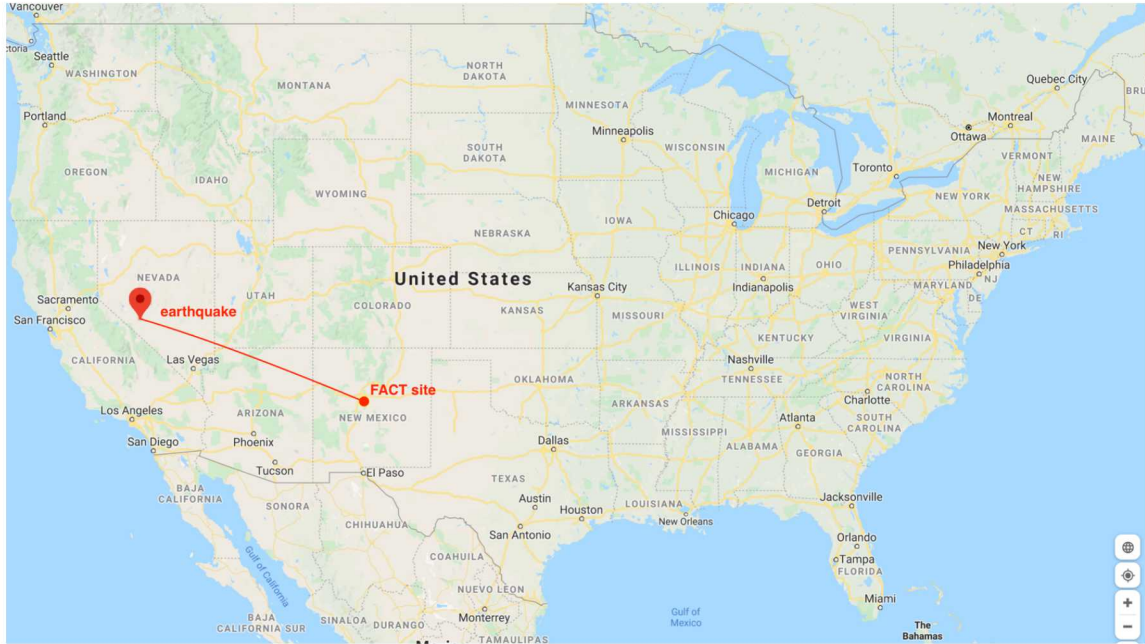 Vancouver
ctoria
Seattle
WASHINGTON
Portland
OREGON
IDAHO
MONTANA
NORTH
DAKOTA
SOUTH
DAKOTA
MINNESOTA
Minneapolis
WISCONSIN
MICHIGAN
Toronto
Ottawa
Montreal
Quebec City
BRU
MAINE
VERMONT
NEW
HAMPSHIRE
MASSACHUSETTS
CT
RI
NEW YORK
Detroit
Chicago
WYOMING
IOWA
NEBRASKA
PENNSYLVANIA
New York
Philadelphia
NJ
MARYLAND
DE
OHIO
INDIANA
ILLINOIS
Indianapolis
United States
Kansas City
NEVADA
UTAH
COLORADO
KANSAS
MISSOURI
WEST
VIRGINIA
VIRGINIA
KENTUCKY
Sacramento
San Francisco
earthquake
CALIFORNIA
Las Vegas
FACT site
Nashville
TENNESSEE
NORTH
CAROLINA
Charlotte
OKLAHOMA
ARKANSAS
Los Angeles
ARIZONA
NEW MEXICO
Atlanta
SOUTH
CAROLINA
MISSISSIPPI
ALABAMA
GEORGIA
San Diego
Phoenix
Tucson
El Paso
Dallas
TEXAS
BAJA
CALIFORNIA
SONORA
CHIHUAHUA
Austin
Houston
San Antonio
LOUISIANA
New Orleans
Jacksonville
Orlando
Tampa
FLORIDA
Miami
Gulf of California
COAHUILA
NUEVO LEON
Monterrey
BAJA
CALIFORNIA SUR
SINALOA
DURANGO
TAMAULIPAS
Gulf of
Mexico
The
Bahamas